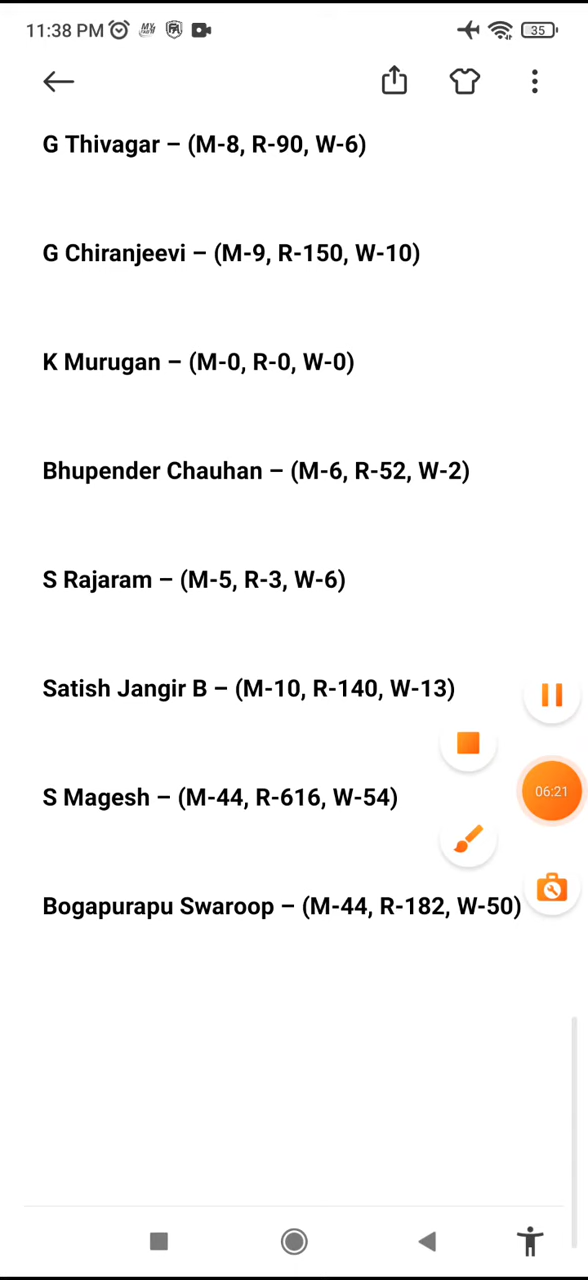 11:38 PM
35
G Thivagar – (M-8, R-90, W-6)
G Chiranjeevi – (M-9, R-150, W-10)
K Murugan – (M-0, R-0, W-0)
Bhupender Chauhan – (M-6, R-52, W-2)
S Rajaram – (M-5, R-3, W-6)
Satish Jangir B – (M-10, R-140, W-13)
S Magesh – (M-44, R-616, W-54)
06:21
Bogapurapu Swaroop – (M-44, R-182, W-50)